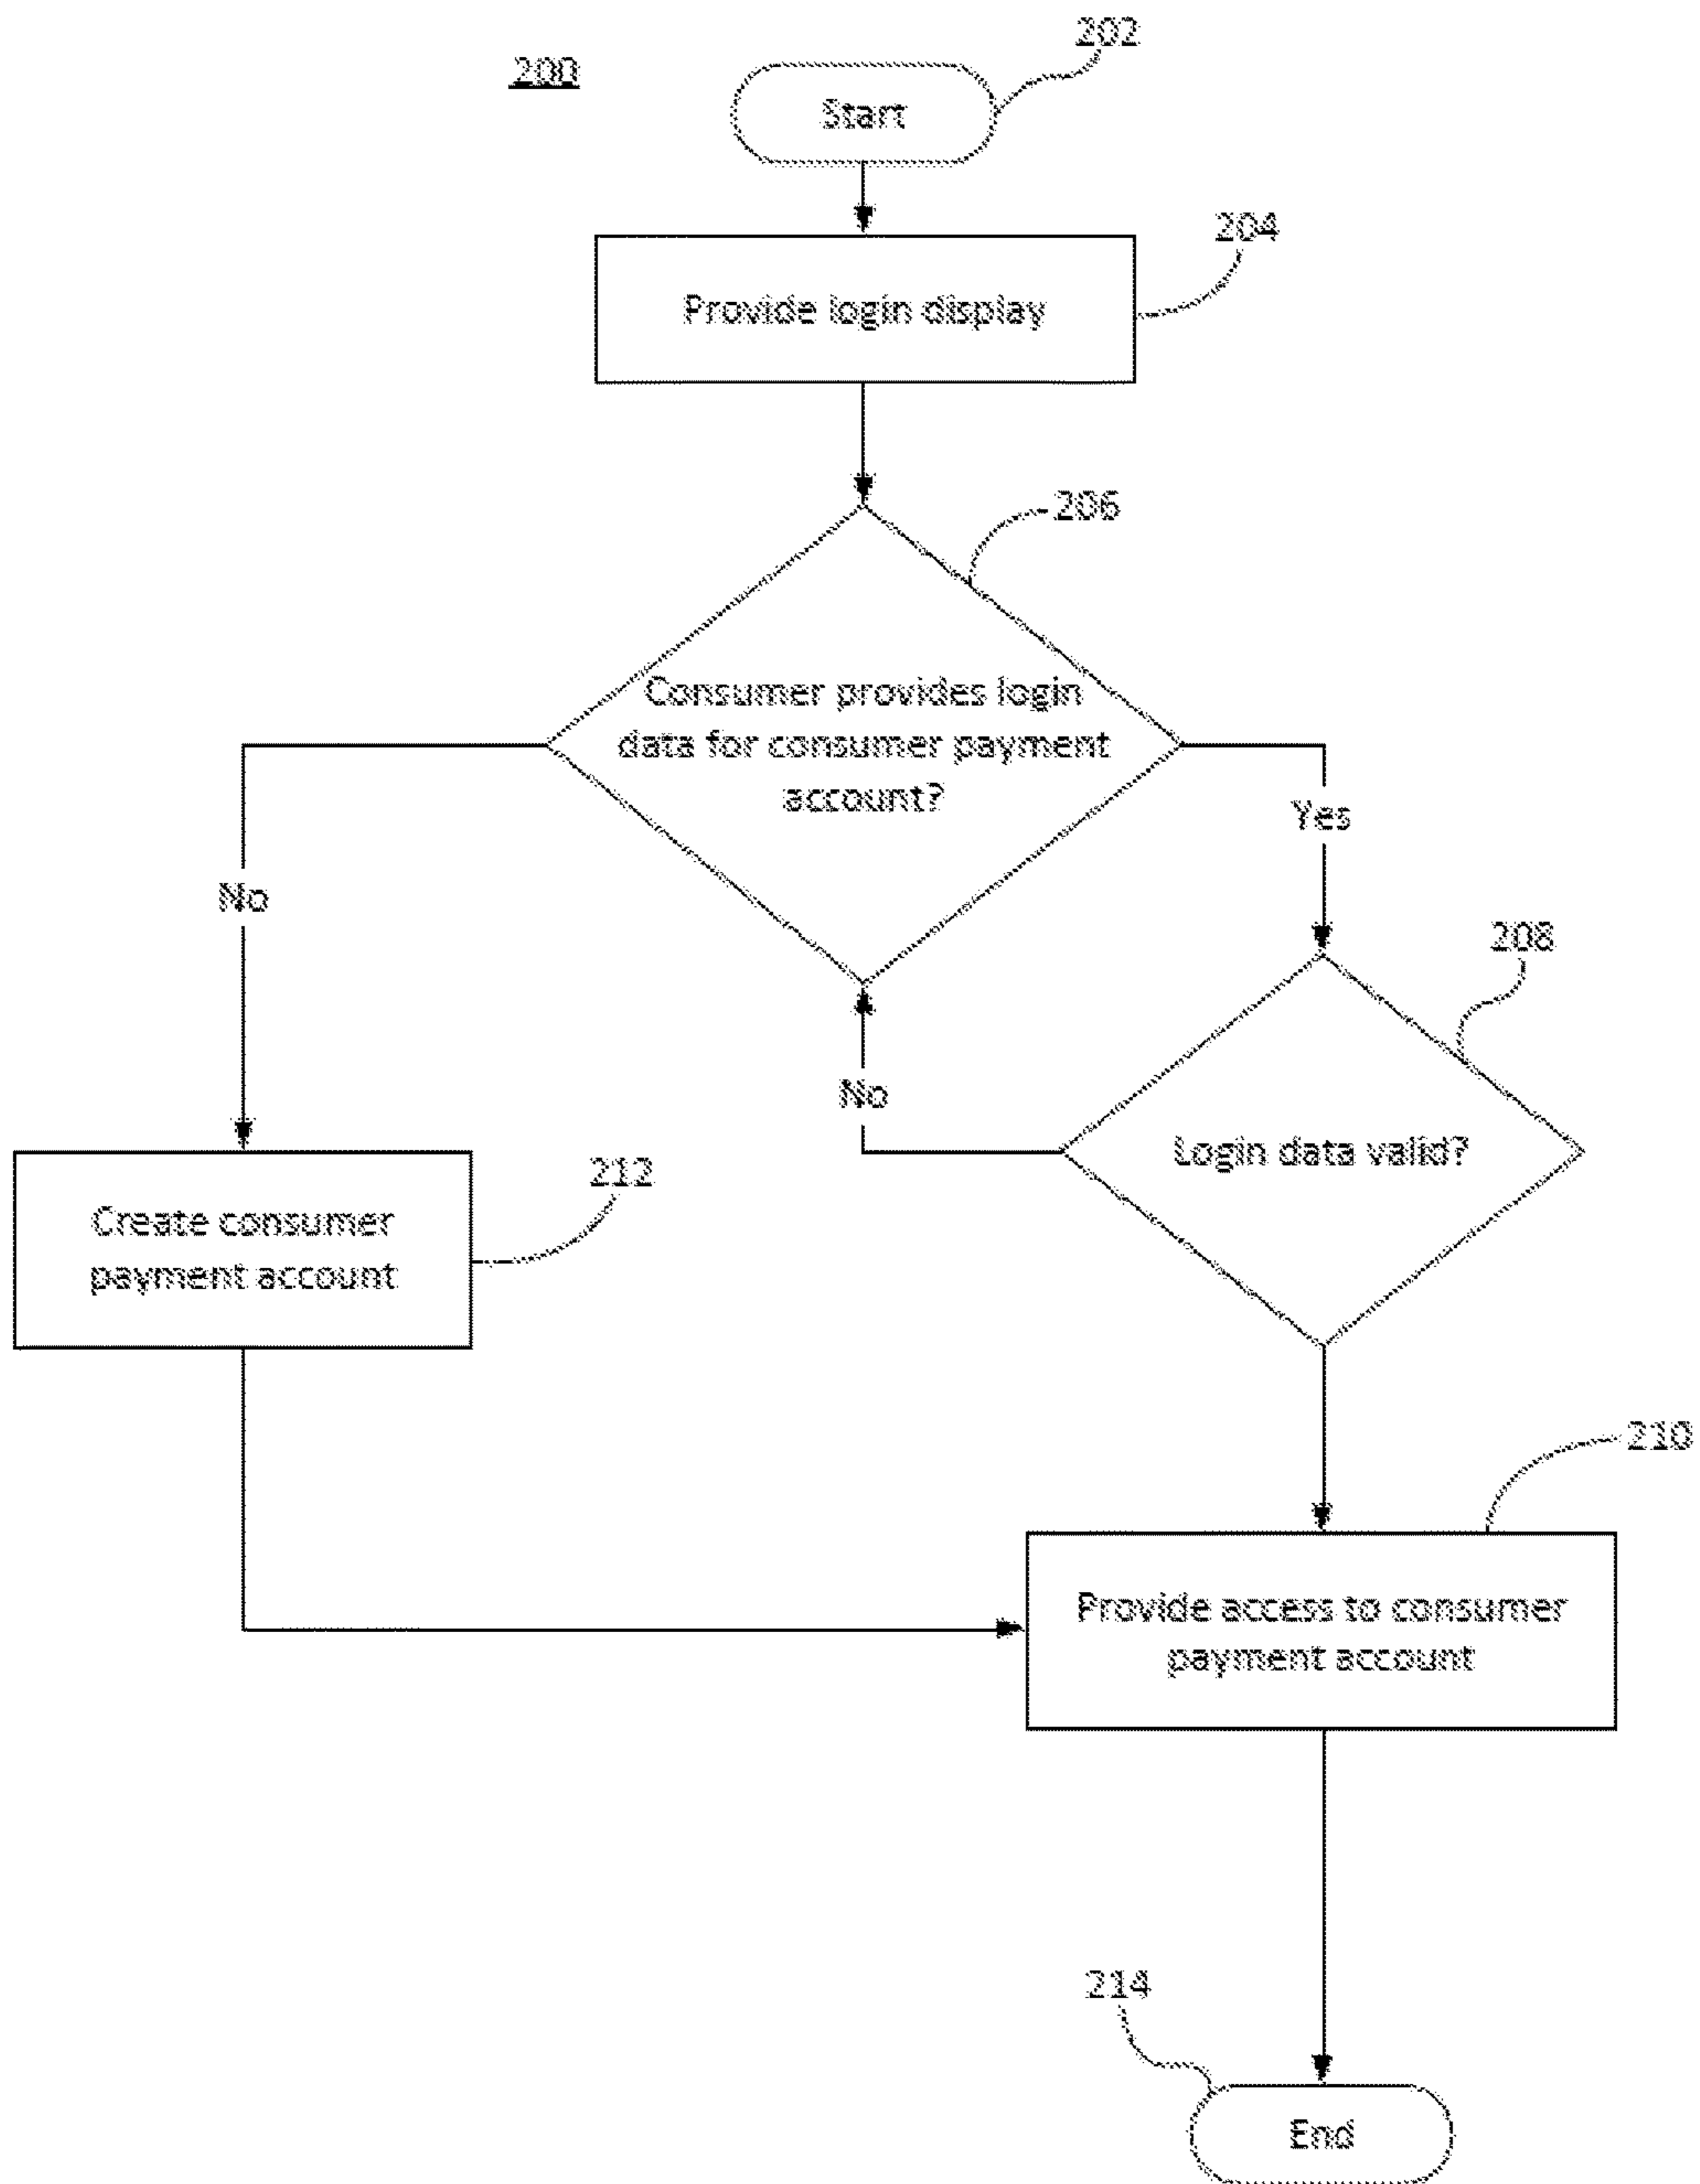 200
202
Start
204
Provide login display
206
Consumer provides login
data for consumer payment
account?
Yes
No
208
No
Login data valid?
212
Create consumer
payment account
210
Provide access to consumer
payment account
214
End